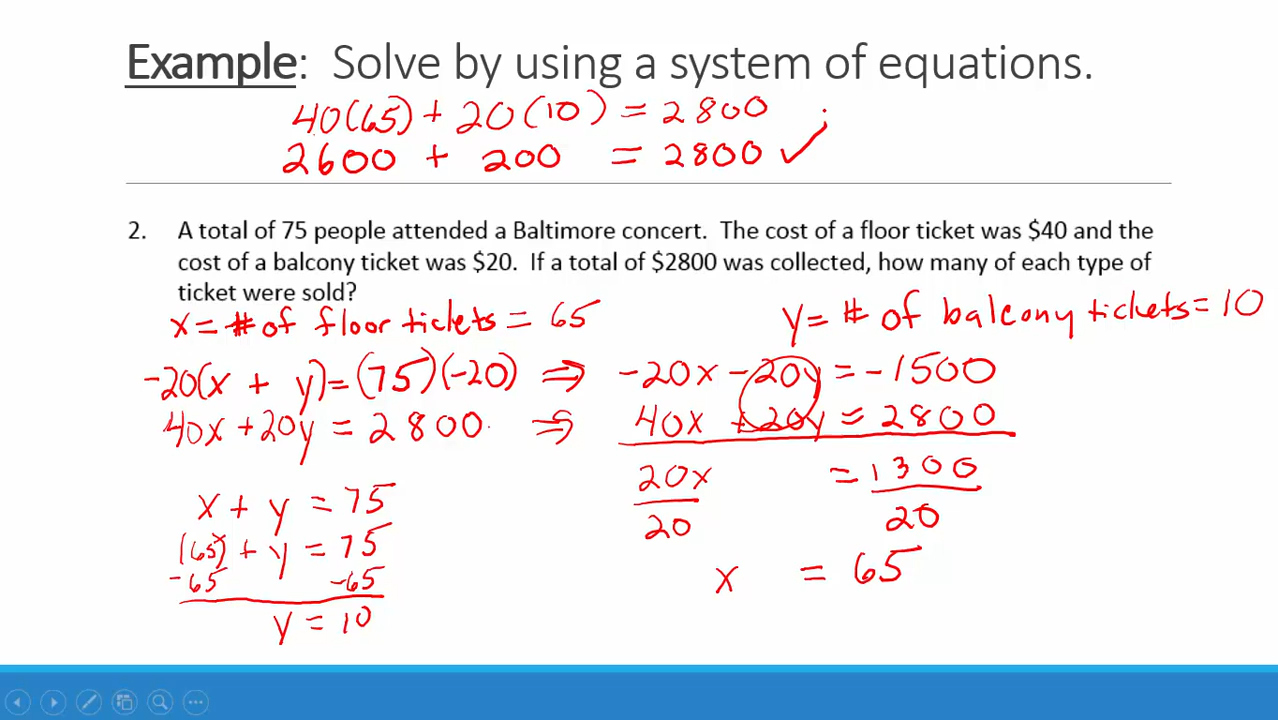 Example: Solve by using a system of equations.
40(65) + 20(10) = 2800
2600 + 200 = 2800 ✓
2. A total of 75 people attended a Baltimore concert. The cost of a floor ticket was $40 and the
cost of a balcony ticket was $20. If a total of $2800 was collected, how many of each type of
ticket were sold?
x = # of floor tickets = 65
y = # of balcony tickets = 10
-20(x + y) = (75)(-20) ⇒ -20x - 20y = -1500
40x + 20y = 2800 ⇒ 40x + 20y = 2800
20x = 1300
20 20
x = 65
x + y = 75
(65) + y = 75
-65 -65
y = 10